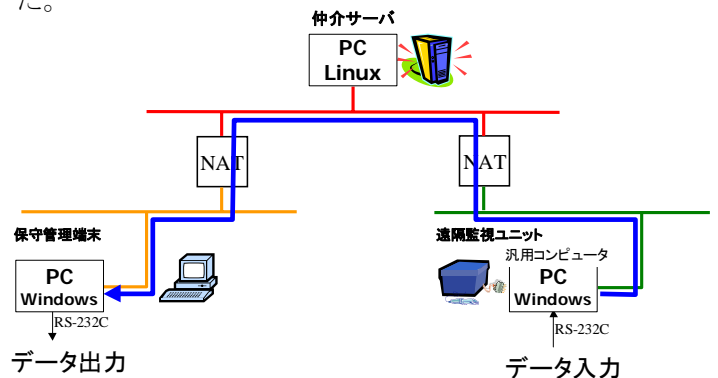 た。
仲介サーバ
PC
Linux
NAT
NAT
保守管理端末
遠隔監視ユニット
汎用コンピュータ
PC
Windows
PC
Windows
RS-232C
RS-232C
データ出力
データ入力